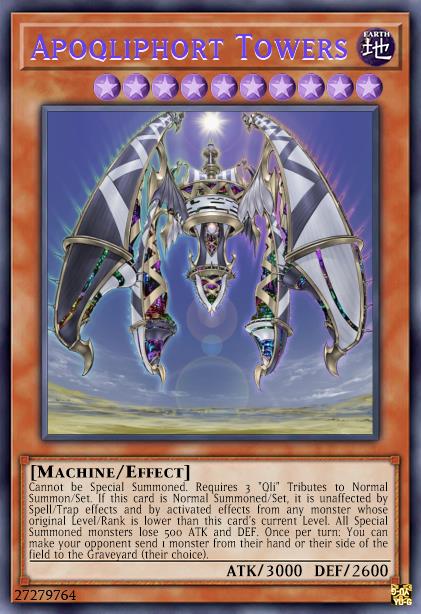 Apoqliphort Towers
EARTH
地
[Machine/Effect]
Cannot be Special Summoned. Requires 3 "Qli" Tributes to Normal
Summon/Set. If this card is Normal Summoned/Set, it is unaffected by
Spell/Trap effects and by activated effects from any monster whose
original Level/Rank is lower than this card's current Level. All Special
Summoned monsters lose 500 ATK and DEF. Once per turn: You can
make your opponent send 1 monster from their hand or their side of the
field to the Graveyard (their choice).
ATK/3000 DEF/2600
27279764